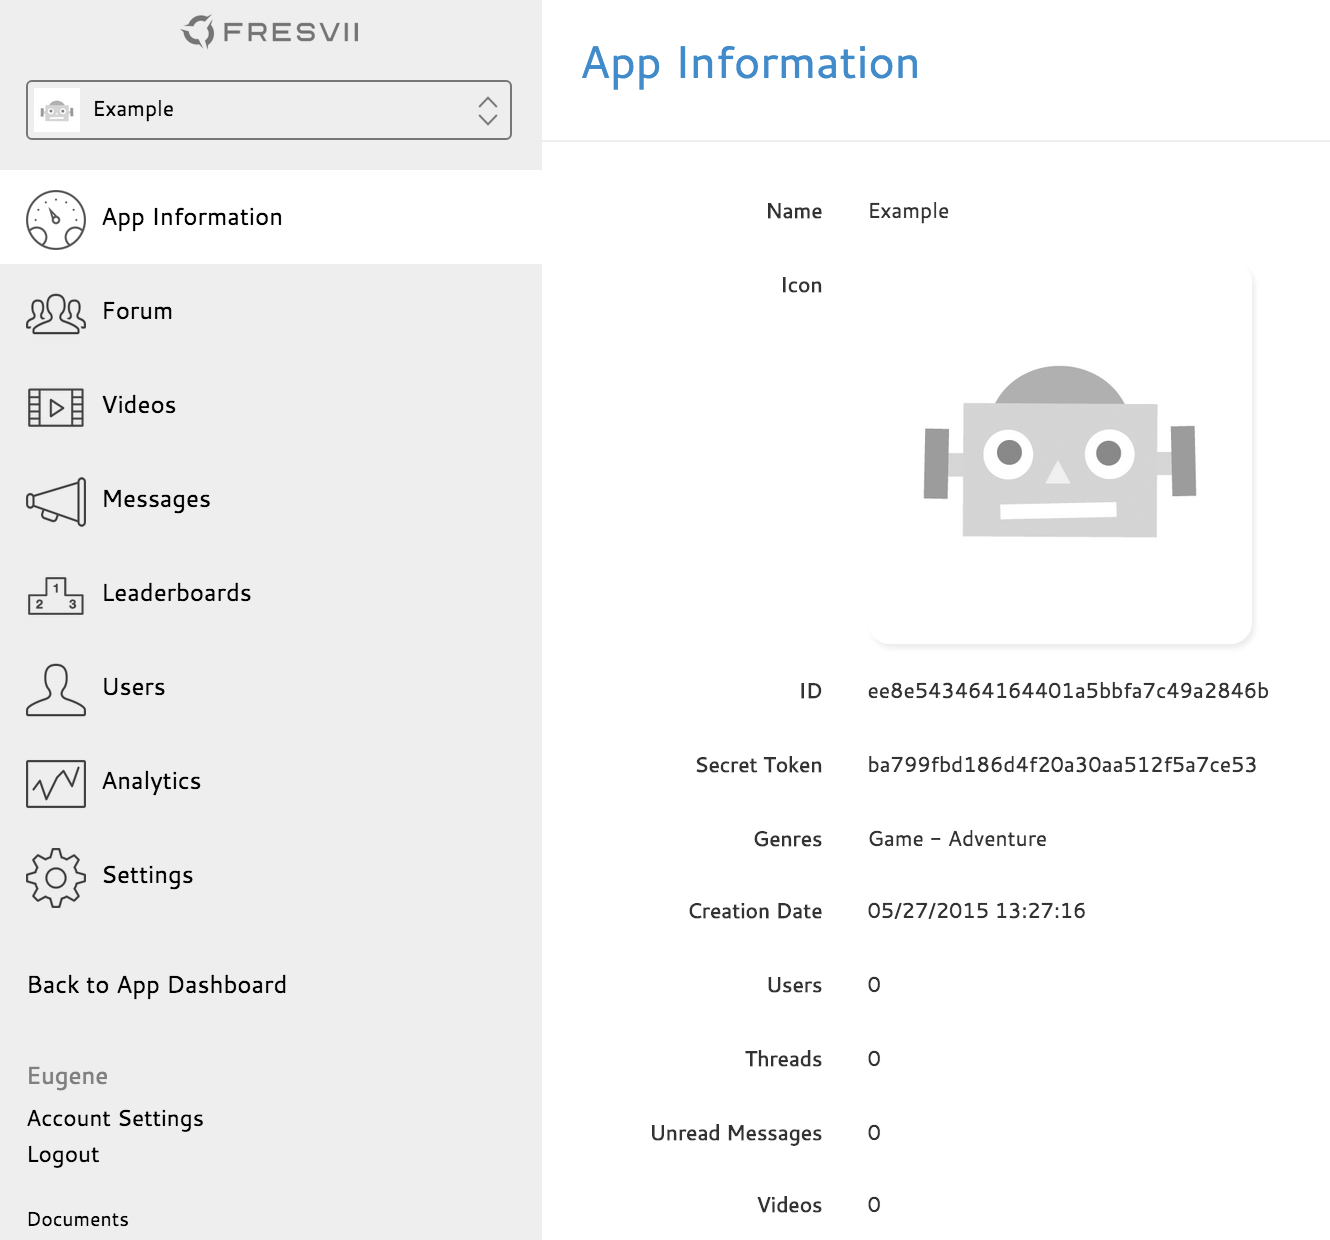 FRESVII
Example
App Information
Forum
Videos
Messages
1
2 3
Leaderboards
Users
Analytics
Settings
Back to App Dashboard
Eugene
Account Settings
Logout
Documents
App Information
Name Example
Icon
ID ee8e543464164401a5bbfa7c49a2846b
Secret Token ba799fbd186d4f20a30aa512f5a7ce53
Genres Game - Adventure
Creation Date 05/27/2015 13:27:16
Users 0
Threads 0
Unread Messages 0
Videos 0